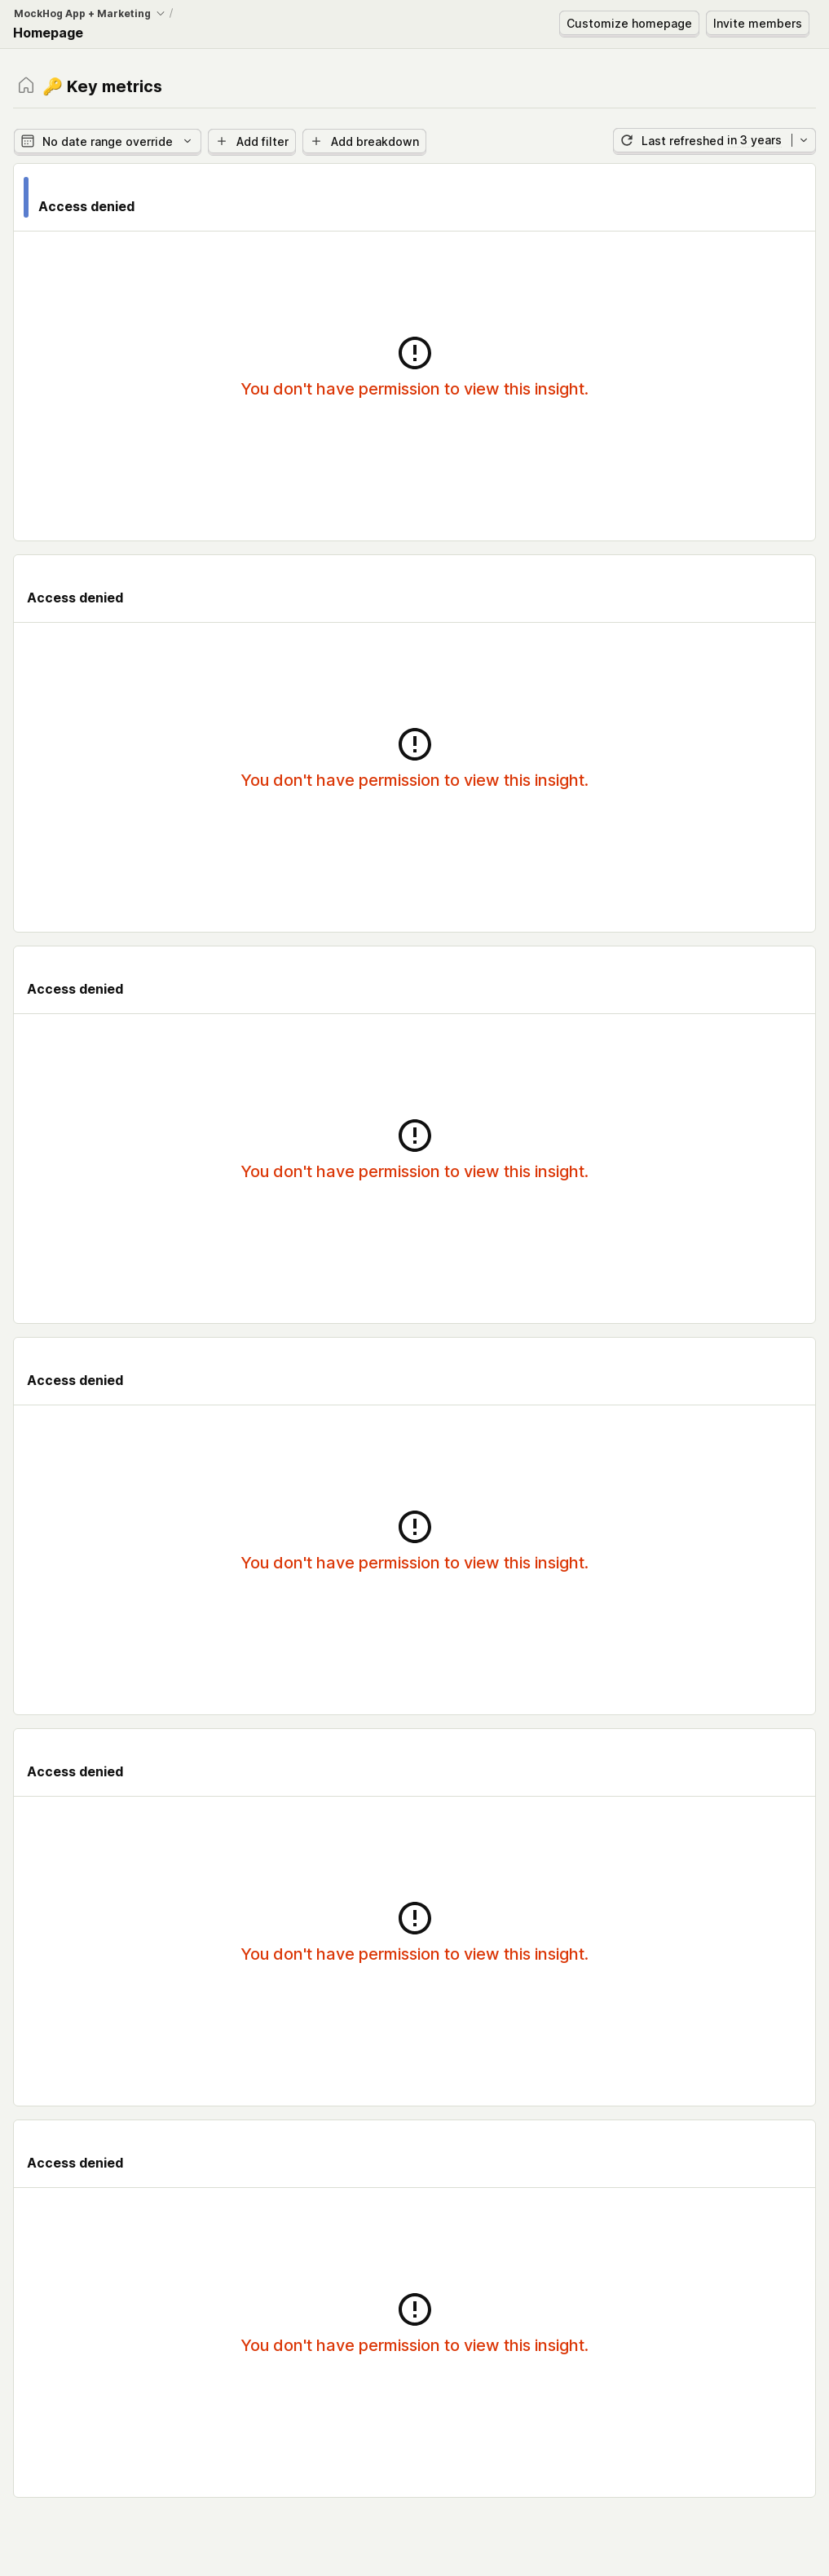 MockHog App + Marketing /
Homepage
Customize homepage
Invite members
🔑 Key metrics
No date range override
Add filter
Add breakdown
Last refreshed in 3 years
Access denied
You don't have permission to view this insight.
Access denied
You don't have permission to view this insight.
Access denied
You don't have permission to view this insight.
Access denied
You don't have permission to view this insight.
Access denied
You don't have permission to view this insight.
Access denied
You don't have permission to view this insight.